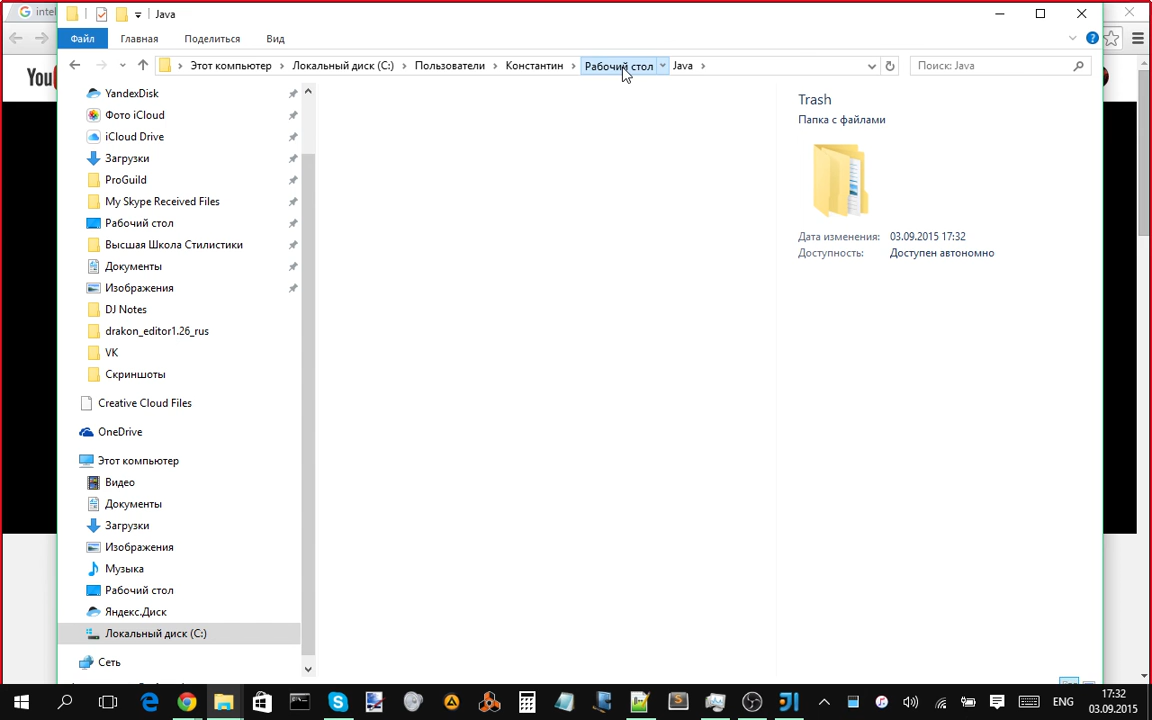 intel
Java
Файл
Главная
Поделиться
Вид
You
Этот компьютер
Локальный диск (C:)
Пользователи
Константин
Рабочий стол
Java
Поиск: Java
YandexDisk
Фото iCloud
iCloud Drive
Загрузки
ProGuild
My Skype Received Files
Рабочий стол
Высшая Школа Стилистики
Документы
Изображения
DJ Notes
drakon_editor1.26_rus
VK
Скриншоты
Creative Cloud Files
OneDrive
Этот компьютер
Видео
Документы
Загрузки
Изображения
Музыка
Рабочий стол
Яндекс.Диск
Локальный диск (C:)
Сеть
Trash
Папка с файлами
Дата изменения: 03.09.2015 17:32
Доступность: Доступен автономно
ENG
17:32
03.09.2015